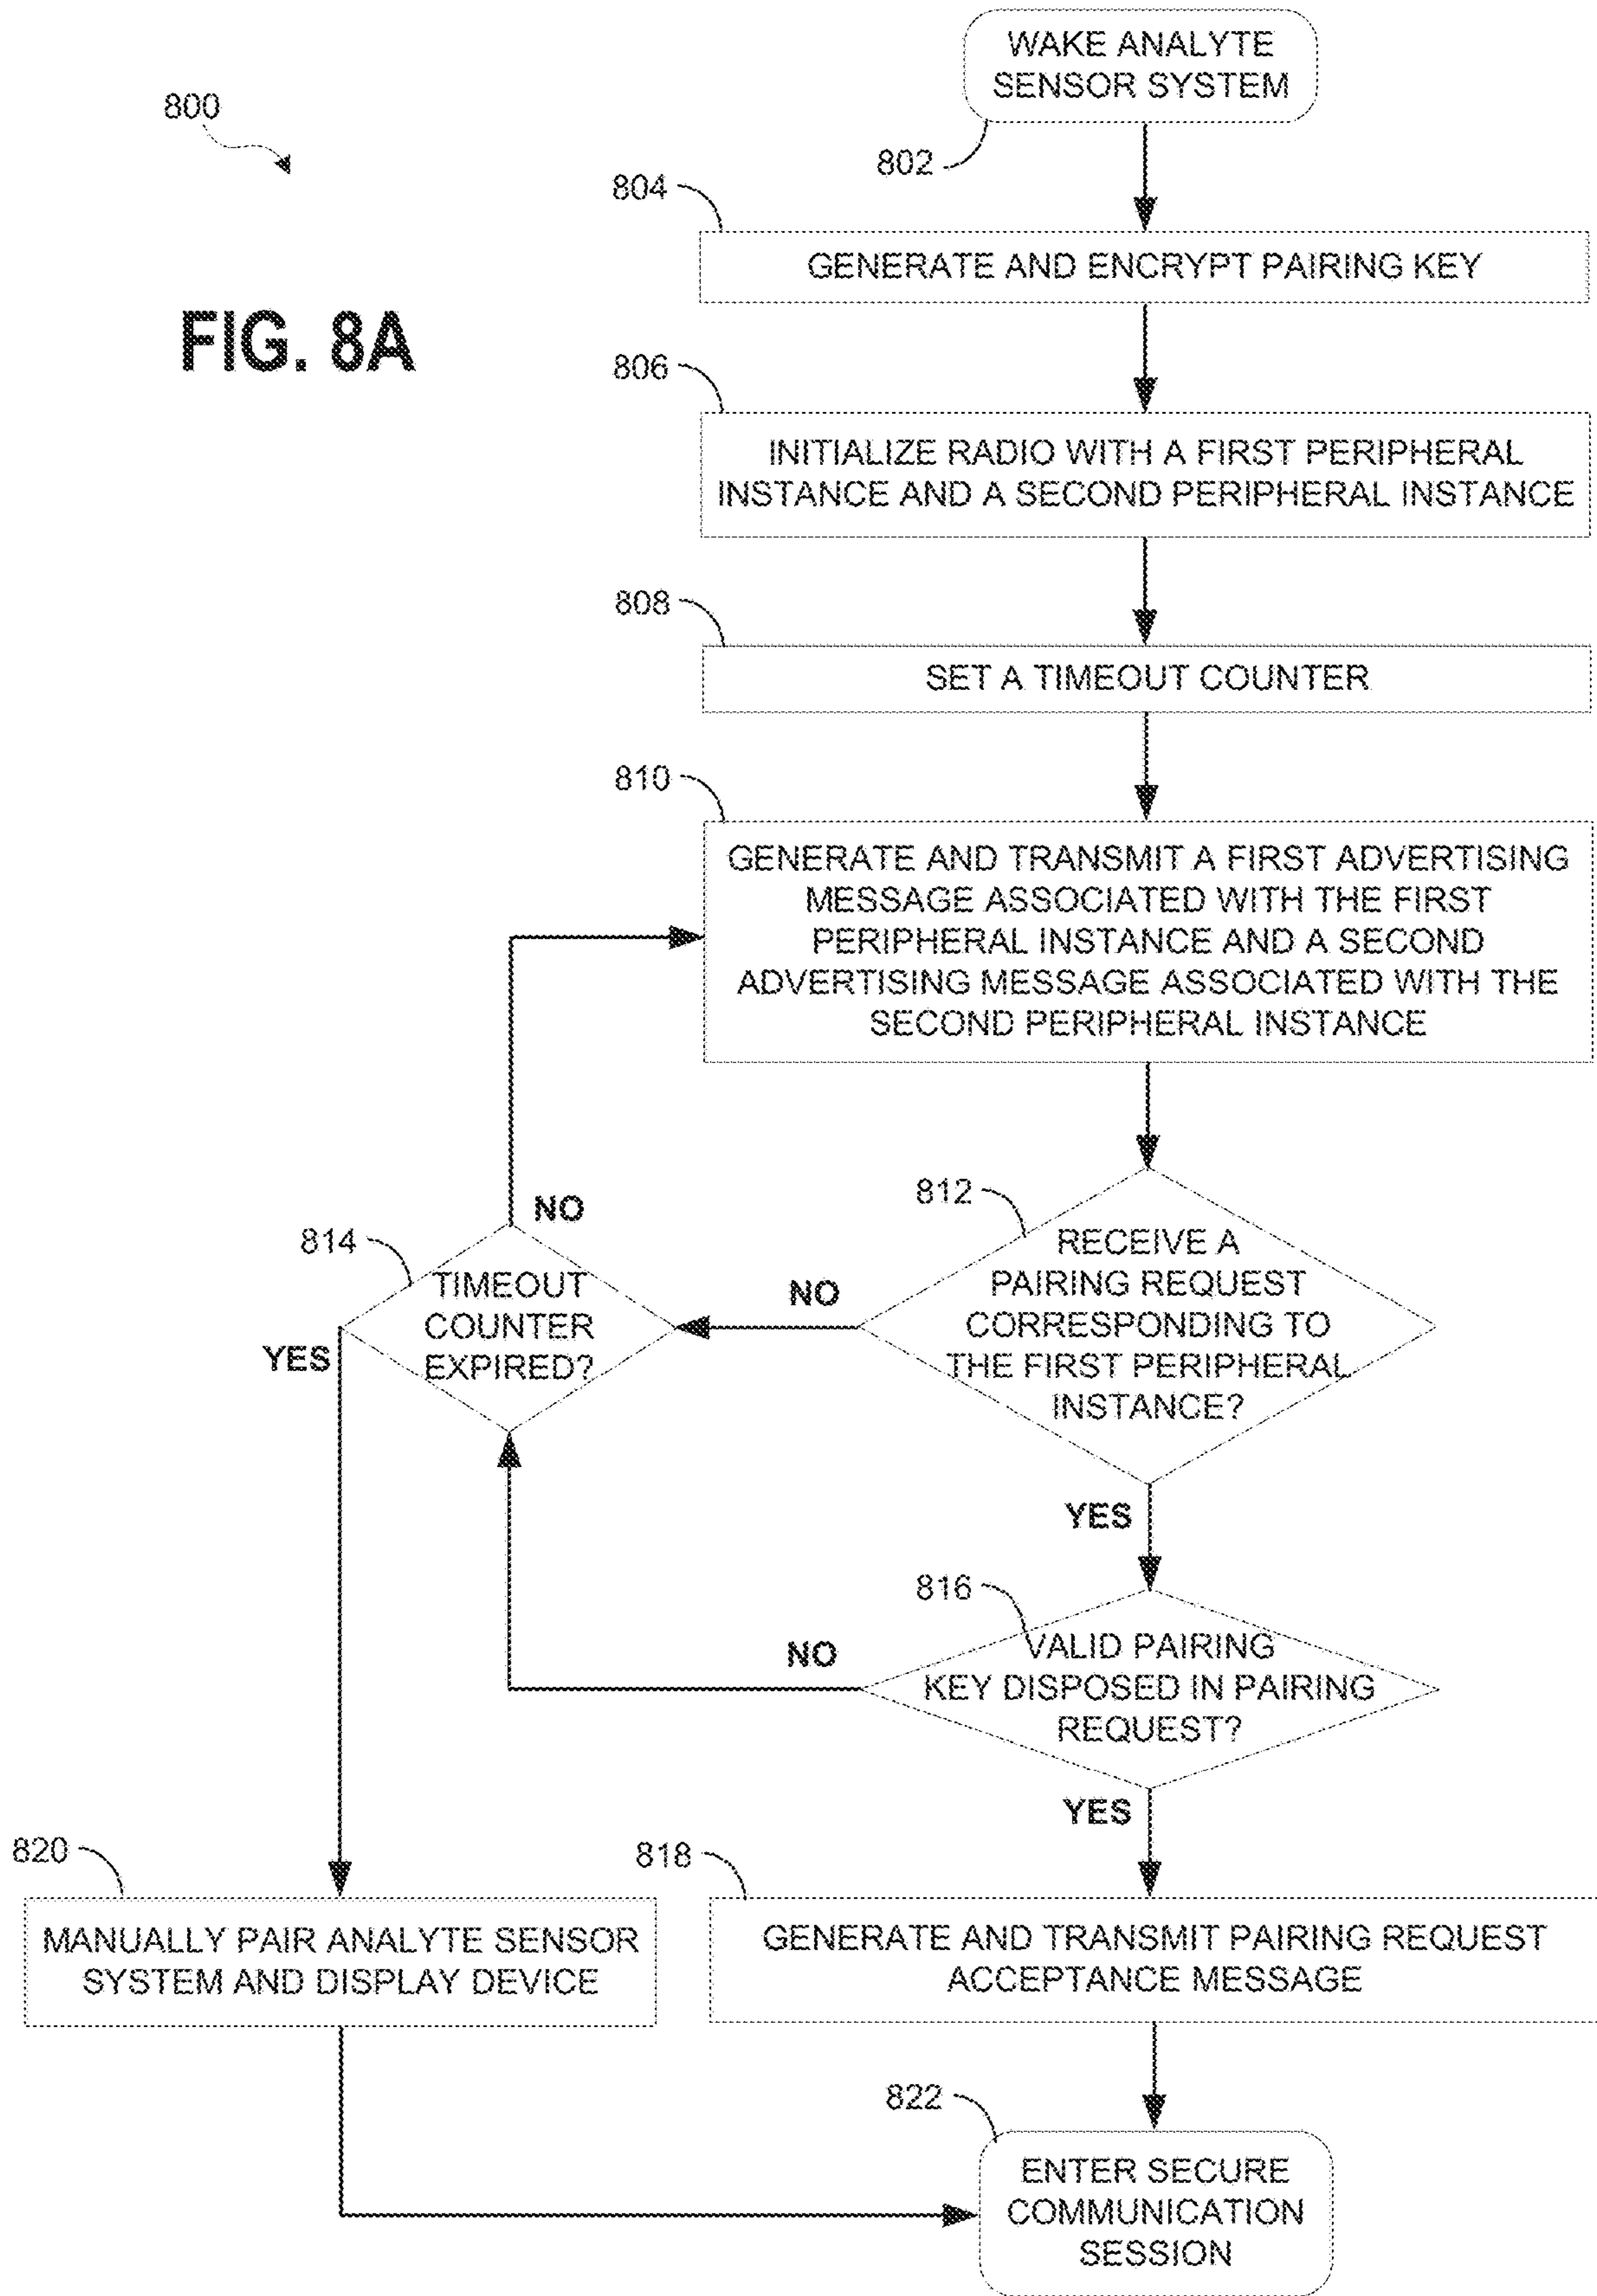 WAKE ANALYTE
SENSOR SYSTEM
800
802
804
GENERATE AND ENCRYPT PAIRING KEY
FIG. 8A
806
INITIALIZE RADIO WITH A FIRST PERIPHERAL
INSTANCE AND A SECOND PERIPHERAL INSTANCE
808
SET A TIMEOUT COUNTER
810
GENERATE AND TRANSMIT A FIRST ADVERTISING
MESSAGE ASSOCIATED WITH THE FIRST
PERIPHERAL INSTANCE AND A SECOND
ADVERTISING MESSAGE ASSOCIATED WITH THE
SECOND PERIPHERAL INSTANCE
812
RECEIVE A
PAIRING REQUEST
CORRESPONDING TO
THE FIRST PERIPHERAL
INSTANCE?
NO
814
TIMEOUT
COUNTER
EXPIRED?
NO
YES
YES
816
VALID PAIRING
KEY DISPOSED IN PAIRING
REQUEST?
NO
YES
820
MANUALLY PAIR ANALYTE SENSOR
SYSTEM AND DISPLAY DEVICE
818
GENERATE AND TRANSMIT PAIRING REQUEST
ACCEPTANCE MESSAGE
822
ENTER SECURE
COMMUNICATION
SESSION